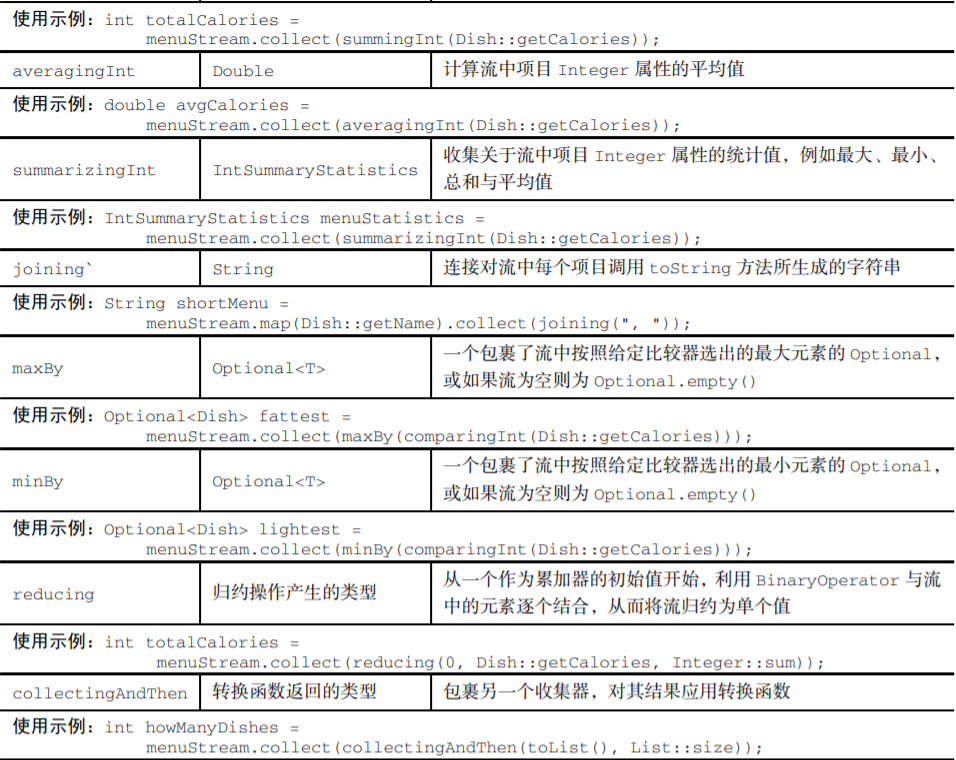 使用示例：int totalCalories =
menuStream.collect(summingInt(Dish::getCalories));
averagingInt Double 计算流中项目 Integer 属性的平均值
使用示例：double avgCalories =
menuStream.collect(averagingInt(Dish::getCalories));
summarizingInt IntSummaryStatistics 收集关于流中项目 Integer 属性的统计值，例如最大、最小、
总和与平均值
使用示例：IntSummaryStatistics menuStatistics =
menuStream.collect(summarizingInt(Dish::getCalories));
joining` String 连接对流中每个项目调用 toString 方法所生成的字符串
使用示例：String shortMenu =
menuStream.map(Dish::getName).collect(joining(", "));
maxBy Optional<T> 一个包裹了流中按照给定比较器选出的最大元素的 Optional，
或如果流为空则为 Optional.empty()
使用示例：Optional<Dish> fattest =
menuStream.collect(maxBy(comparingInt(Dish::getCalories)));
minBy Optional<T> 一个包裹了流中按照给定比较器选出的最小元素的 Optional，
或如果流为空则为 Optional.empty()
使用示例：Optional<Dish> lightest =
menuStream.collect(minBy(comparingInt(Dish::getCalories)));
reducing 归约操作产生的类型 从一个作为累加器的初始值开始，利用 BinaryOperator 与流
中的元素逐个结合，从而将流归约为单个值
使用示例：int totalCalories =
menuStream.collect(reducing(0, Dish::getCalories, Integer::sum));
collectingAndThen 转换函数返回的类型 包裹另一个收集器，对其结果应用转换函数
使用示例：int howManyDishes =
menuStream.collect(collectingAndThen(toList(), List::size));